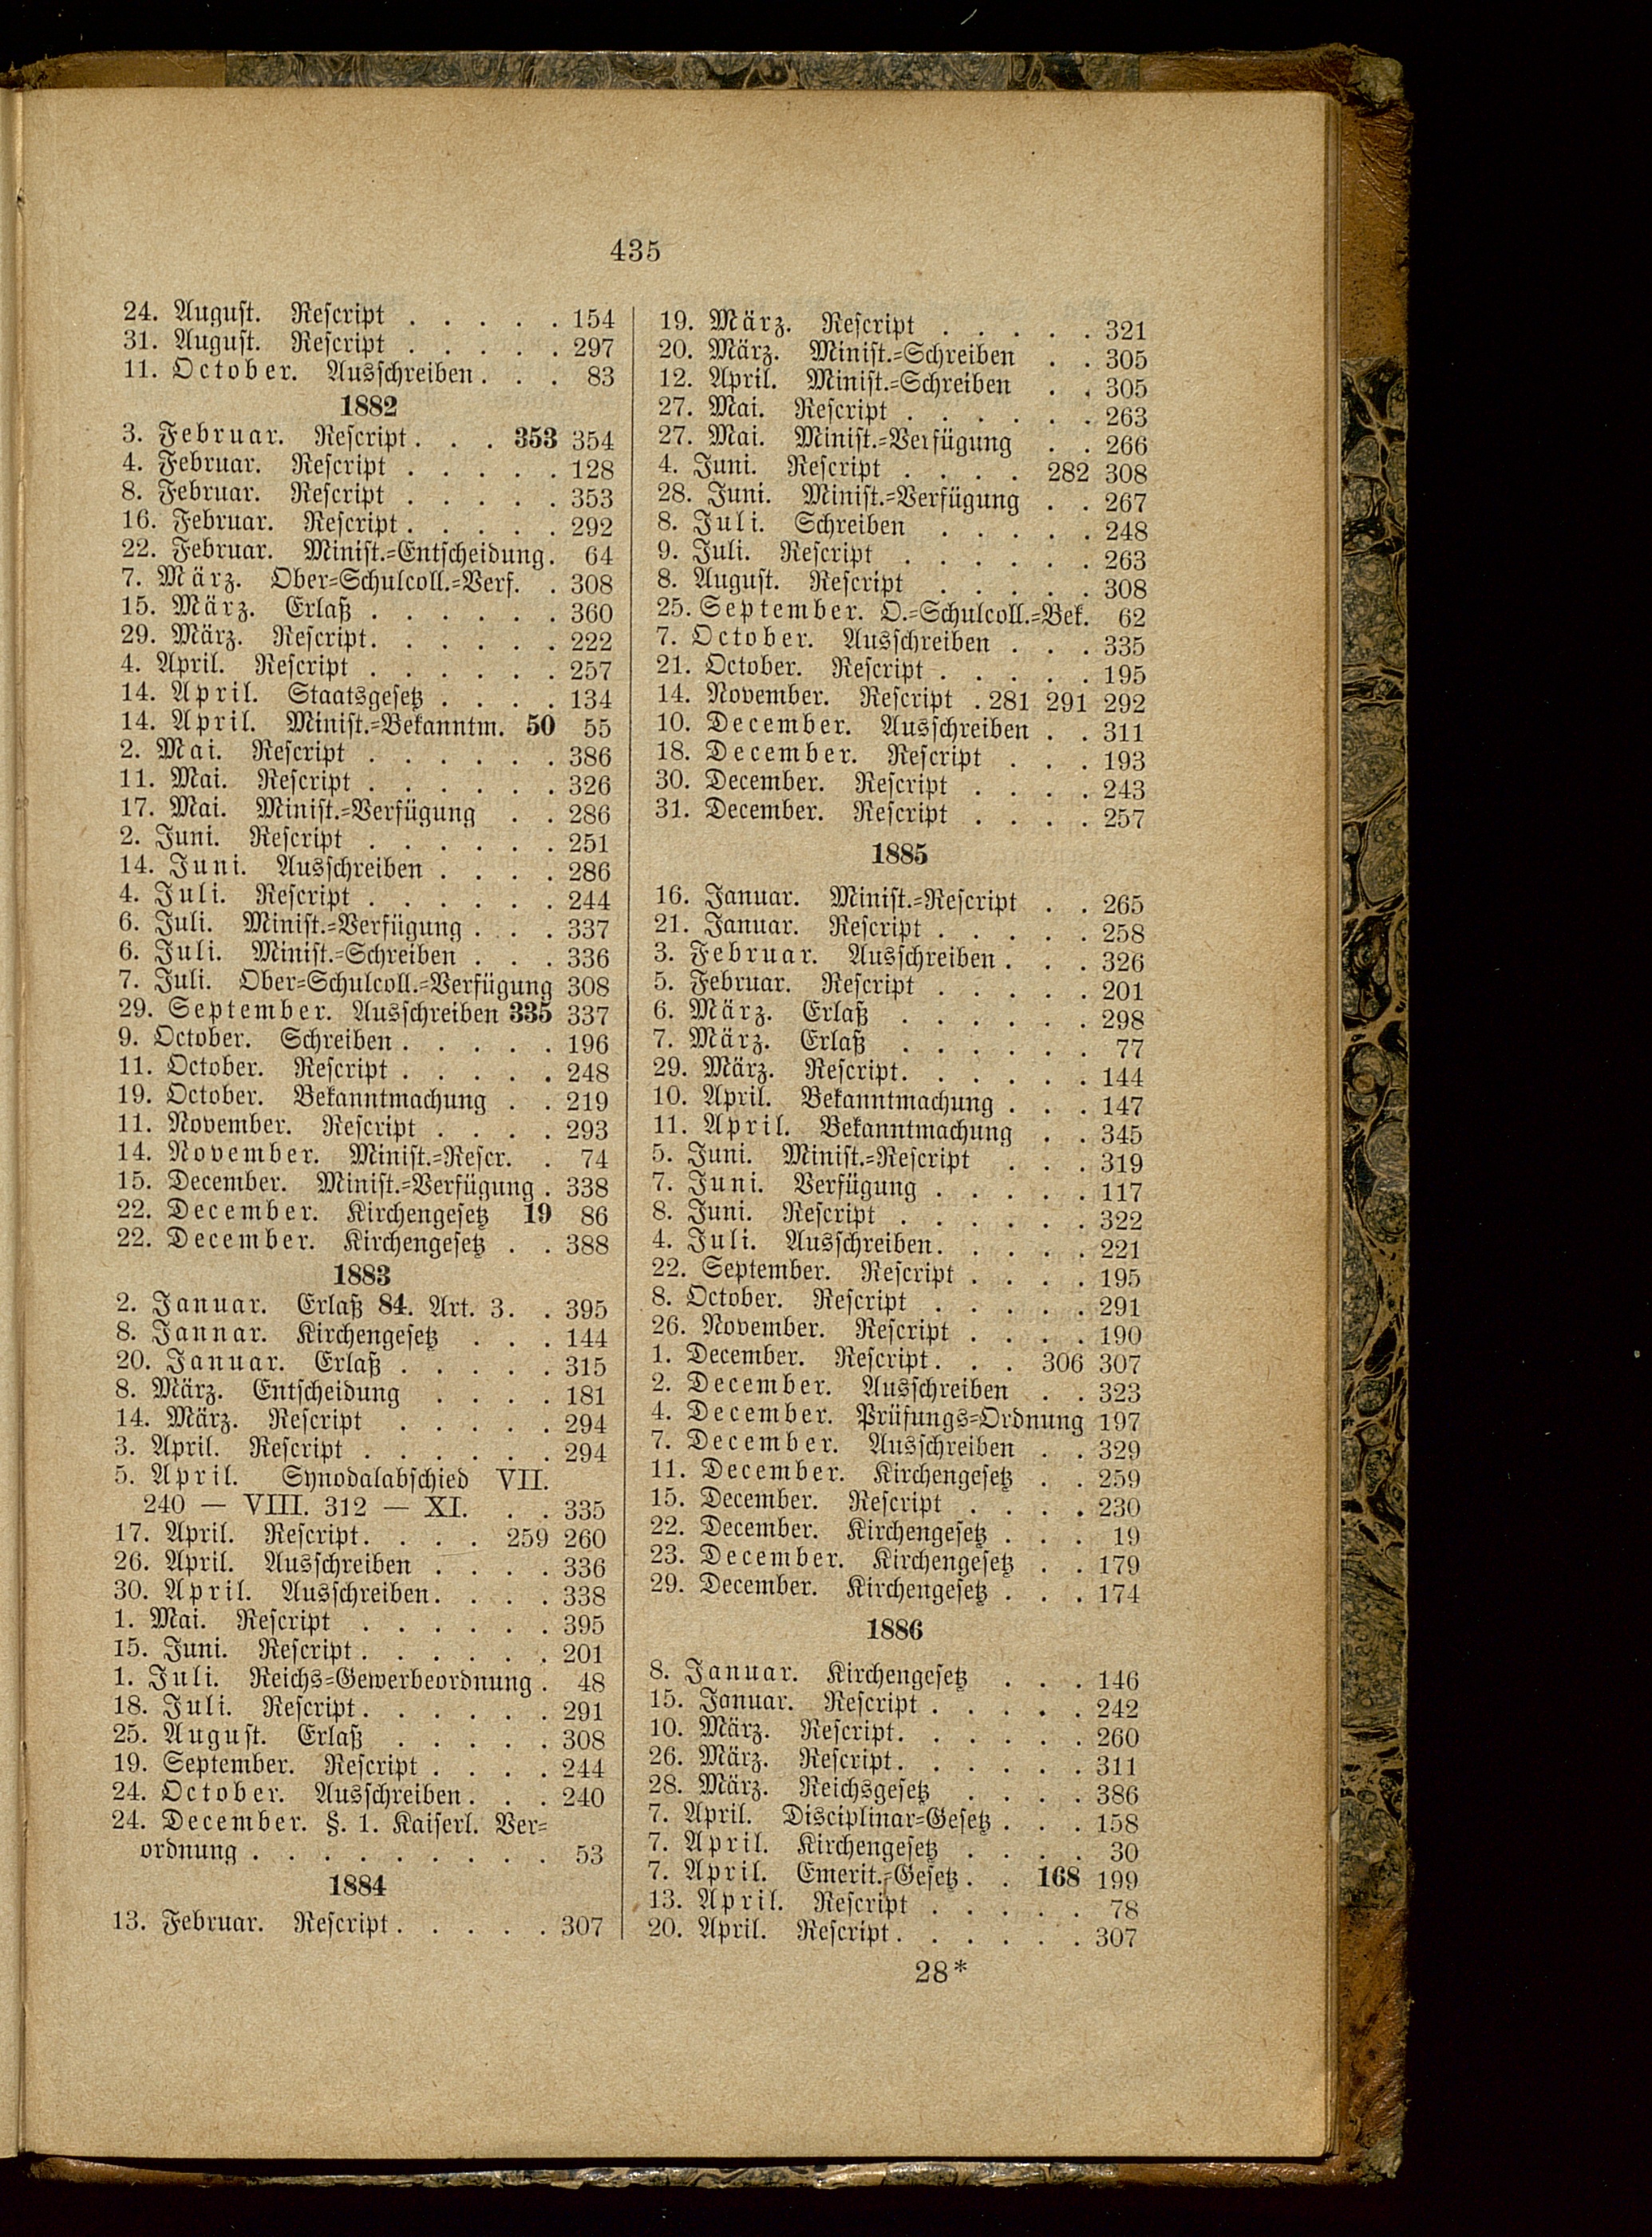 435
24. August. Rescript . . . . . 154
31. August. Rescript . . . . . 297
11. October. Ausschreiben . . . 83
1882
3. Februar. Rescript . . . 353 354
4. Februar. Rescript . . . . . 128
8. Februar. Rescript . . . . . 353
16. Februar. Rescript . . . . . 292
22. Februar. Minist.=Entscheidung. 64
7. März. Ober=Schulcoll.=Verf. . 308
15. März. Erlaß . . . . . . 360
29. März. Rescript. . . . . . 222
4. April. Rescript . . . . . . 257
14. April. Staatsgesetz . . . . 134
14. April. Minist.=Bekanntm. 50 55
2. Mai. Rescript . . . . . . 386
11. Mai. Rescript . . . . . . 326
17. Mai. Minist.=Verfügung . . 286
2. Juni. Rescript . . . . . . 251
14. Juni. Ausschreiben . . . . 286
4. Juli. Rescript . . . . . . 244
6. Juli. Minist.=Verfügung . . . 337
6. Juli. Minist.=Schreiben . . . 336
7. Juli. Ober=Schulcoll.=Verfügung 308
29. September. Ausschreiben 335 337
9. October. Schreiben . . . . . 196
11. October. Rescript . . . . . 248
19. October. Bekanntmachung . . 219
11. November. Rescript . . . . 293
14. November. Minist.=Rescr. . 74
15. December. Minist.=Verfügung . 338
22. December. Kirchengesetz 19 86
22. December. Kirchengesetz . . 388
1883
2. Januar. Erlaß 84. Art. 3. . 395
8. Jannar. Kirchengesetz . . . 144
20. Januar. Erlaß . . . . . 315
8. März. Entscheidung . . . . 181
14. März. Rescript . . . . . 294
3. April. Rescript . . . . . . 294
5. April. Synodalabschied VII.
240 — VIII. 312 — XI. . . 335
17. April. Rescript. . . . 259 260
26. April. Ausschreiben . . . . 336
30. April. Ausschreiben. . . . 338
1. Mai. Rescript . . . . . . 395
15. Juni. Rescript . . . . . . 201
1. Juli. Reichs=Gewerbeordnung . 48
18. Juli. Rescript. . . . . . 291
25. August. Erlaß . . . . . 308
19. September. Rescript . . . . 244
24. October. Ausschreiben . . . 240
24. December. §. 1. Kaiserl. Ver=
ordnung . . . . . . . . . 53
1884
13. Februar. Rescript . . . . . 307
19. März. Rescript . . . . . 321
20. März. Minist.=Schreiben . . 305
12. April. Minist.=Schreiben . . 305
27. Mai. Rescript . . . . . . 263
27. Mai. Minist.=Verfügung . . 266
4. Juni. Rescript . . . . 282 308
28. Juni. Minist.=Verfügung . . 267
8. Juli. Schreiben . . . . . 248
9. Juli. Rescript . . . . . . 263
8. August. Rescript . . . . . 308
25. September. O.=Schulcoll.=Bek. 62
7. October. Ausschreiben . . . 335
21. October. Rescript . . . . . 195
14. November. Rescript . 281 291 292
10. December. Ausschreiben . . 311
18. December. Rescript . . . 193
30. December. Rescript . . . . 243
31. December. Rescript . . . . 257
1885
16. Januar. Minist.=Rescript . . 265
21. Januar. Rescript . . . . . 258
3. Februar. Ausschreiben . . . 326
5. Februar. Rescript . . . . . 201
6. März. Erlaß . . . . . . 298
7. März. Erlaß . . . . . . 77
29. März. Rescript. . . . . . 144
10. April. Bekanntmachung . . . 147
11. April. Bekanntmachung . . 345
5. Juni. Minist.=Rescript . . . 319
7. Juni. Verfügung . . . . . 117
8. Juni. Rescript . . . . . . 322
4. Juli. Ausschreiben. . . . . 221
22. September. Rescript . . . . 195
8. October. Rescript . . . . . 291
26. November. Rescript . . . . 190
1. December. Rescript . . . 306 307
2. December. Ausschreiben . . 323
4. December. Prüfungs=Ordnung 197
7. December. Ausschreiben . . 329
11. December. Kirchengesetz . . 259
15. December. Rescript . . . . 230
22. December. Kirchengesetz . . . 19
23. December. Kirchengesetz . . 179
29. December. Kirchengesetz . . . 174
1886
8. Januar. Kirchengesetz . . . 146
15. Januar. Rescript . . . . . 242
10. März. Rescript. . . . . . 260
26. März. Rescript. . . . . . 311
28. März. Reichsgesetz . . . . 386
7. April. Disciplinar=Gesetz . . . 158
7. April. Kirchengesetz . . . . 30
7. April. Emerit.=Gesetz . . 168 199
13. April. Rescript . . . . . 78
20. April. Rescript. . . . . . 307
28*